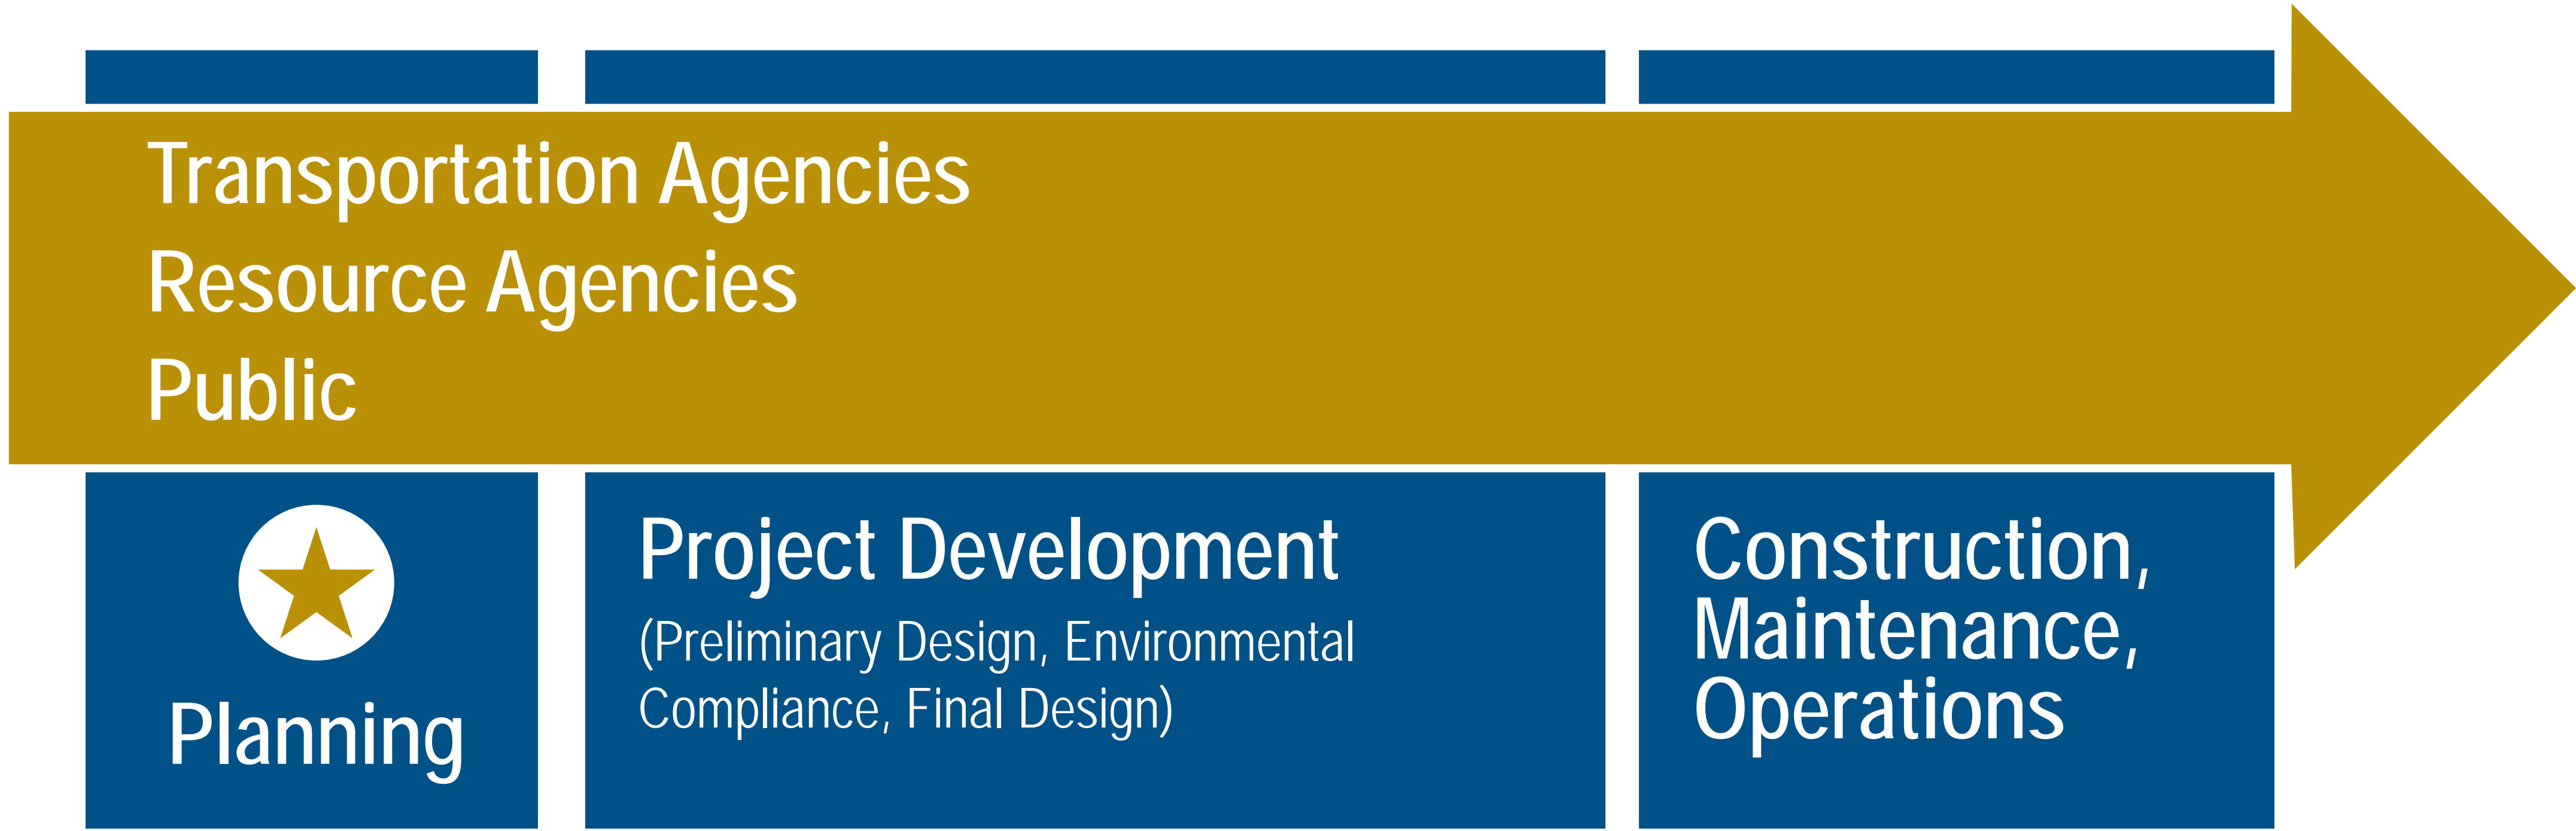 Transportation Agencies
Resource Agencies
Public
Planning
Project Development
(Preliminary Design, Environmental
Compliance, Final Design)
Construction,
Maintenance,
Operations